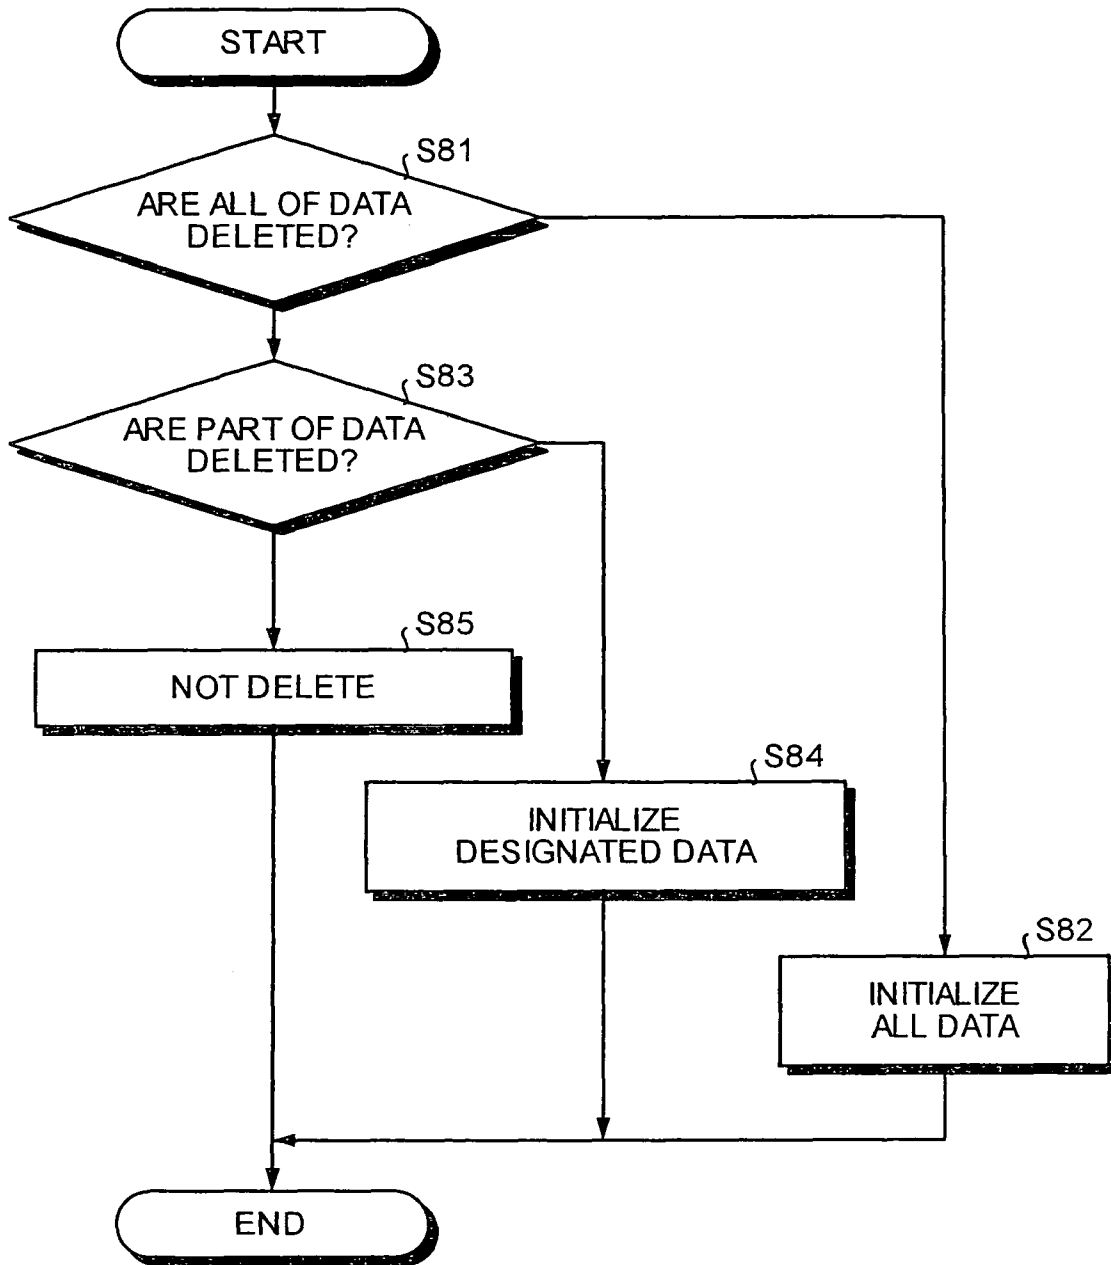 START
S81
ARE ALL OF DATA
DELETED?
S83
ARE PART OF DATA
DELETED?
S85
NOT DELETE
S84
INITIALIZE
DESIGNATED DATA
S82
INITIALIZE
ALL DATA
END